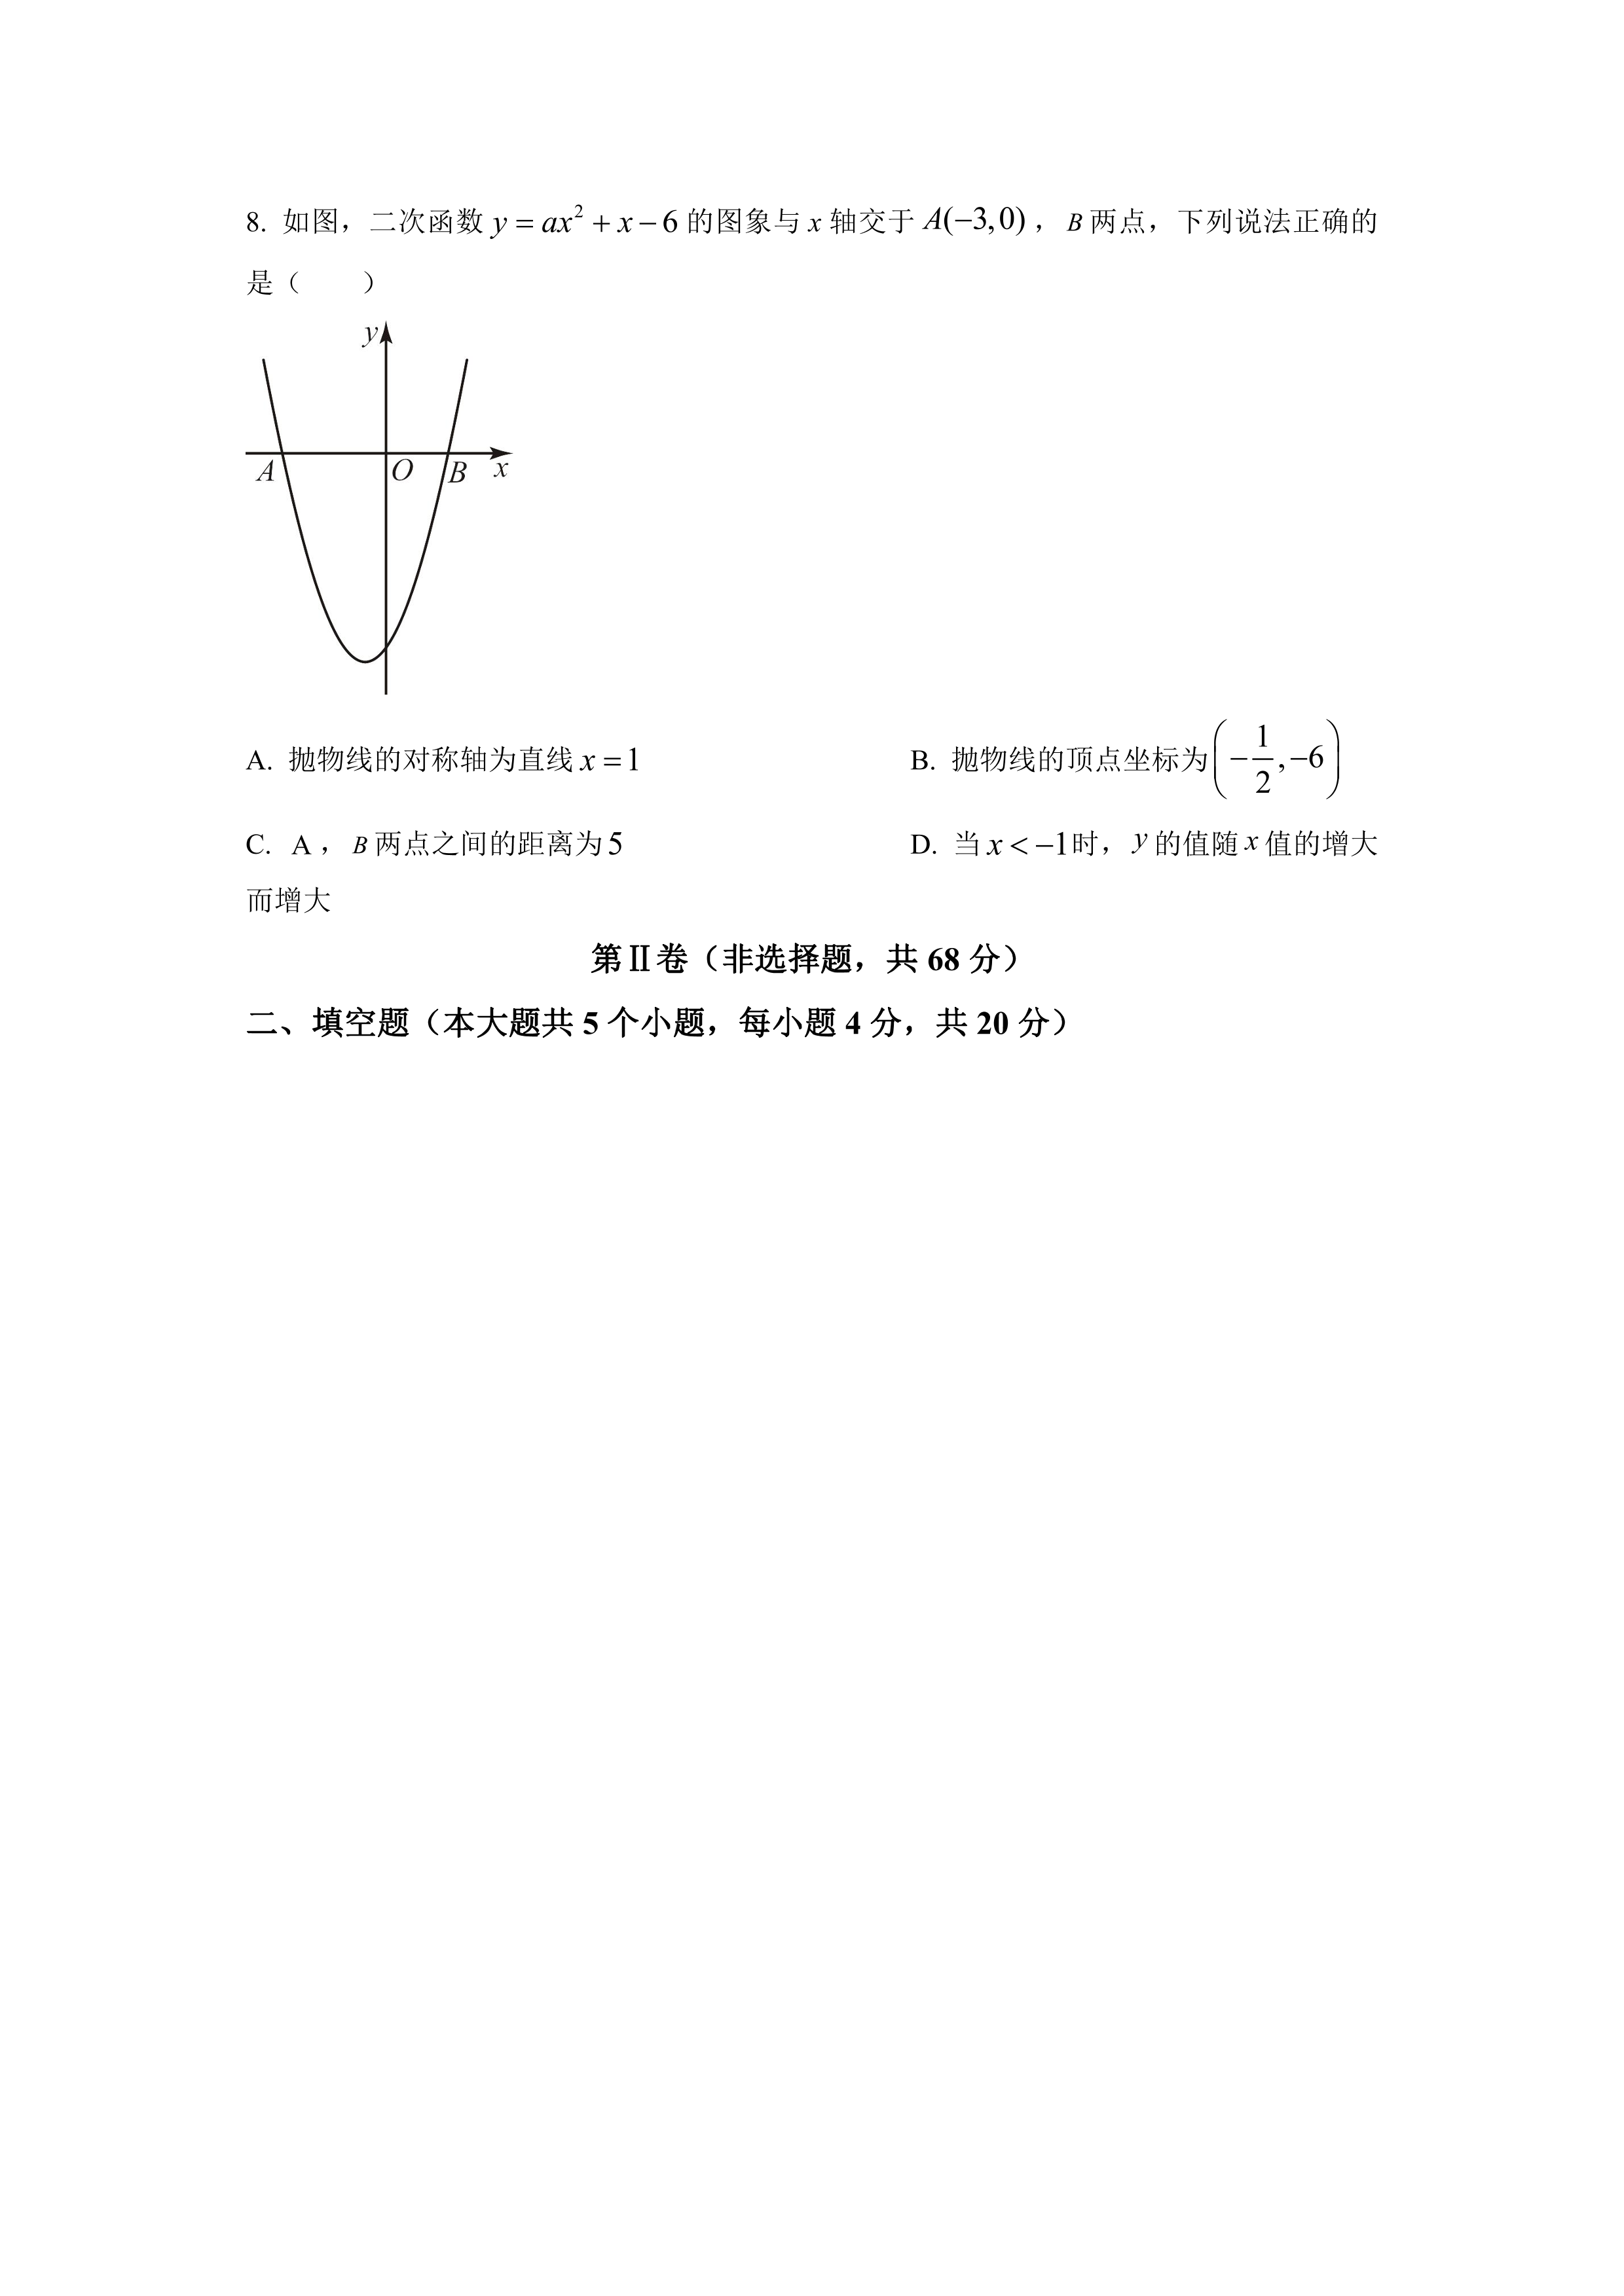 8. 如图，二次函数 y = ax² + x − 6 的图象与 x 轴交于 A(−3,0)，B 两点，下列说法正确的
是（　　）
y
A O B x
A. 抛物线的对称轴为直线 x = 1　　B. 抛物线的顶点坐标为 (−1/2, −6)
C. A，B 两点之间的距离为 5　　D. 当 x < −1 时，y 的值随 x 值的增大
而增大
第Ⅱ卷（非选择题，共 68 分）
二、填空题（本大题共 5 个小题，每小题 4 分，共 20 分）